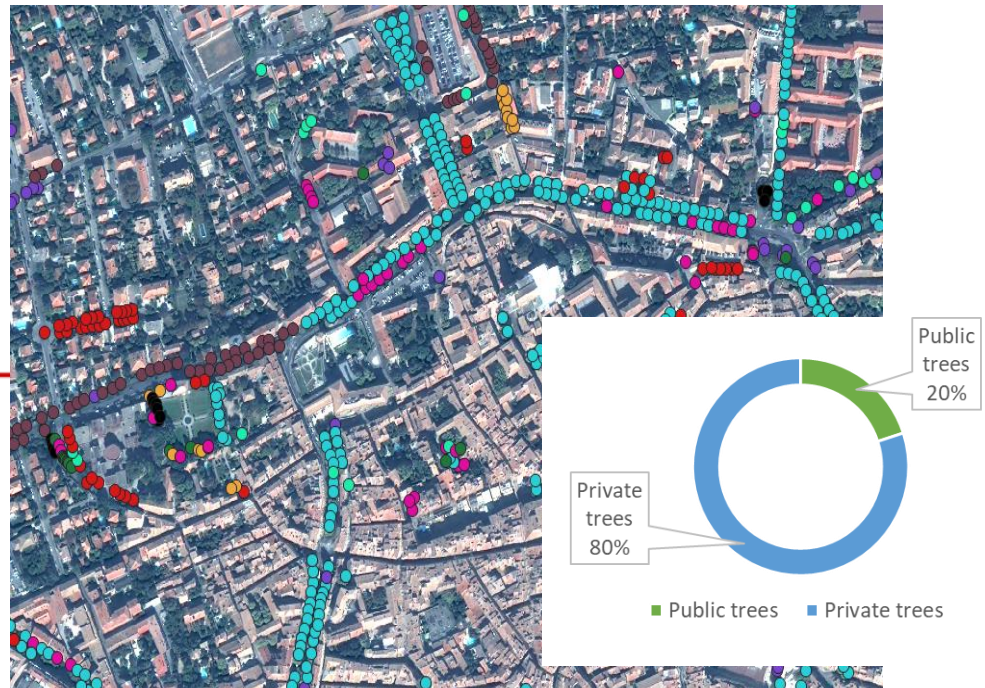 Public
trees
20%
Private
trees
80%
Public trees
Private trees